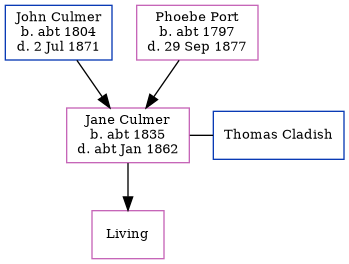 John Culmer
b. abt 1804
d. 2 Jul 1871
Phoebe Port
b. abt 1797
d. 29 Sep 1877
Jane Culmer
b. abt 1835
d. abt Jan 1862
Thomas Cladish
Living